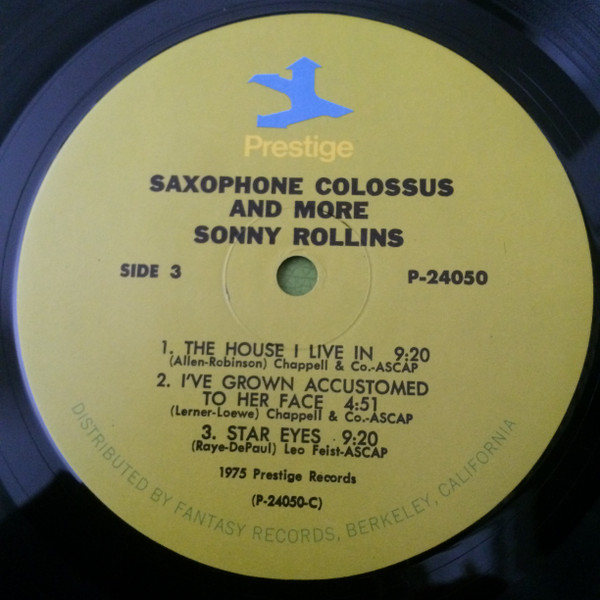 Prestige
SAXOPHONE COLOSSUS
AND MORE
SONNY ROLLINS
SIDE 3
P-24050
1. THE HOUSE I LIVE IN 9:20
(Allen-Robinson) Chappell & Co.-ASCAP
2. I'VE GROWN ACCUSTOMED
TO HER FACE 4:51
(Lerner-Loewe) Chappell & Co.-ASCAP
3. STAR EYES 9:20
(Raye-DePaul) Leo Feist-ASCAP
1975 Prestige Records
(P-24050-C)
DISTRIBUTED BY FANTASY RECORDS, BERKELEY, CALIFORNIA